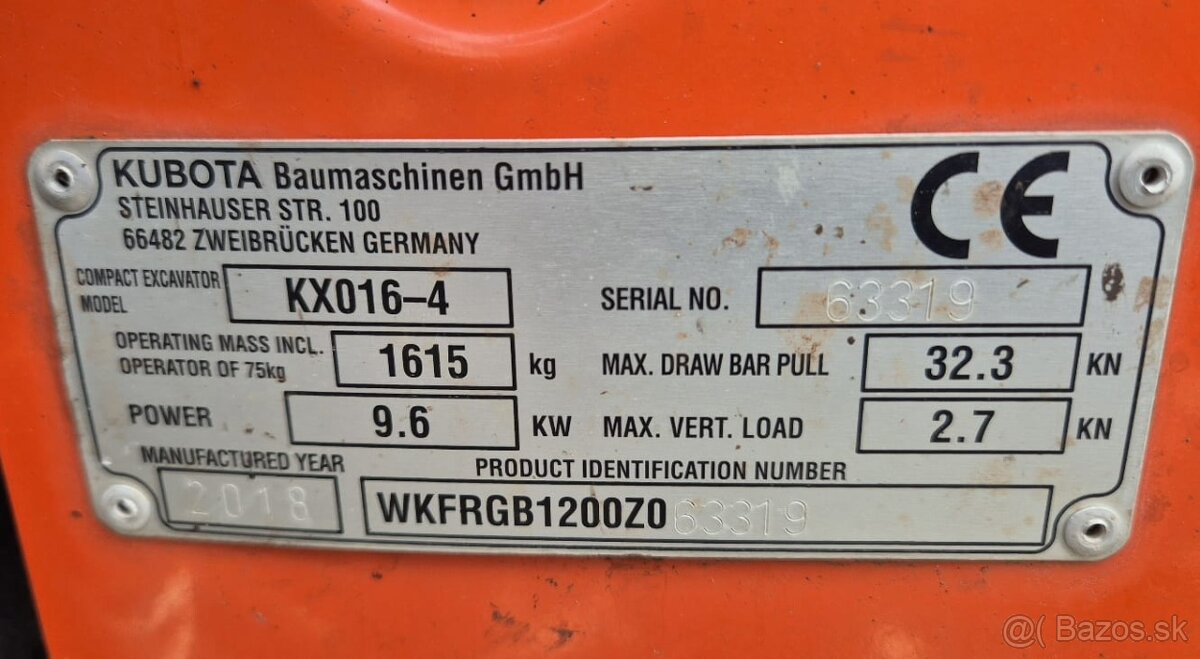 KUBOTA Baumaschinen GmbH
STEINHAUSER STR. 100
66482 ZWEIBRÜCKEN GERMANY
CE
COMPACT EXCAVATOR MODEL KX016–4
SERIAL NO. 63319
OPERATING MASS INCL. OPERATOR OF 75kg 1615 kg
MAX. DRAW BAR PULL 32.3 KN
POWER 9.6 KW
MAX. VERT. LOAD 2.7 KN
MANUFACTURED YEAR
2018
PRODUCT IDENTIFICATION NUMBER
WKFRGB1200Z063319
@( Bazos.sk